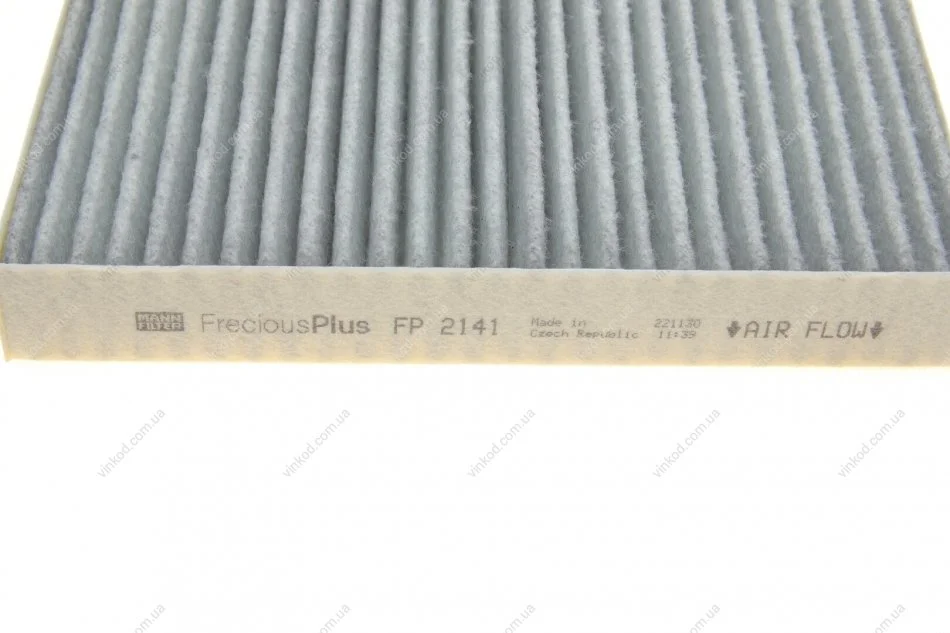 MANN
FILTER
FreciousPlus FP 2141
Made in
Czech Republic
221130
11:39
AIR FLOW
vinkod.com.ua